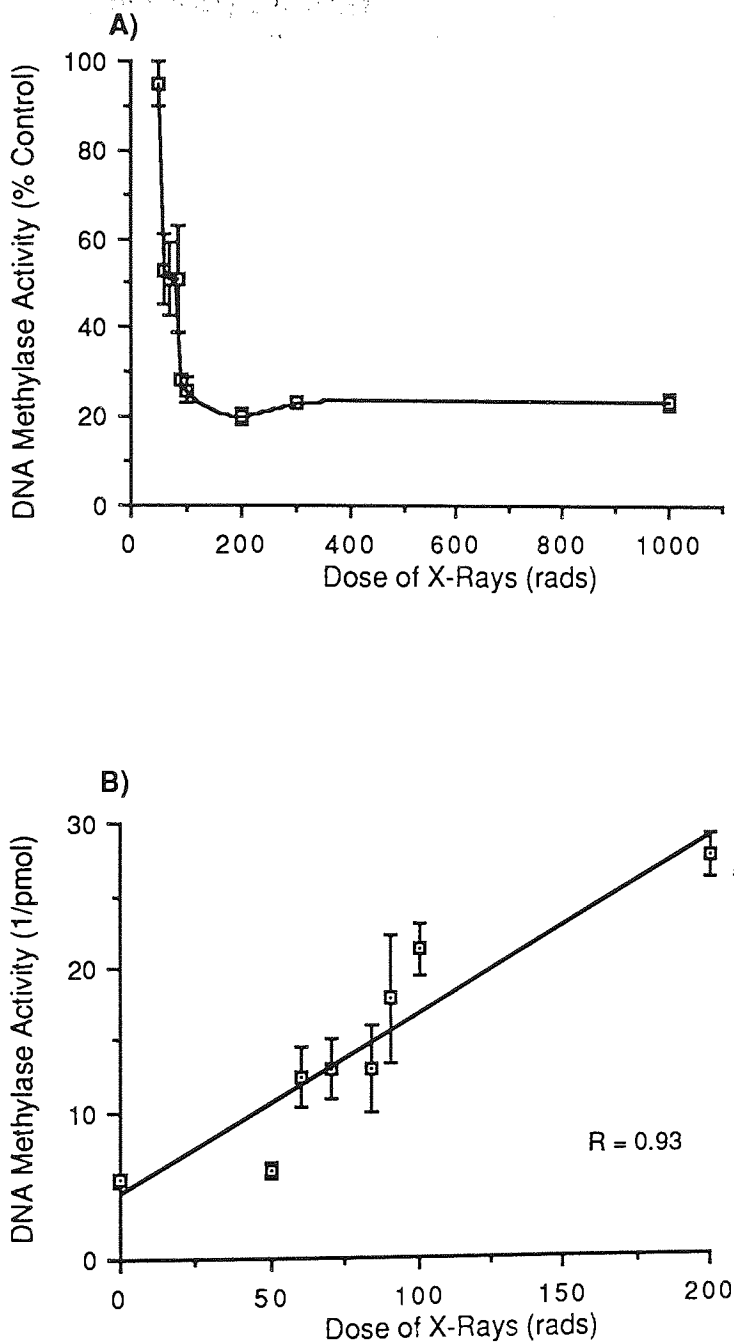 A)
DNA Methylase Activity (% Control)
100
80
60
40
20
0
0 200 400 600 800 1000
Dose of X-Rays (rads)
B)
DNA Methylase Activity (1/pmol)
30
20
10
0
R = 0.93
0 50 100 150 200
Dose of X-Rays (rads)